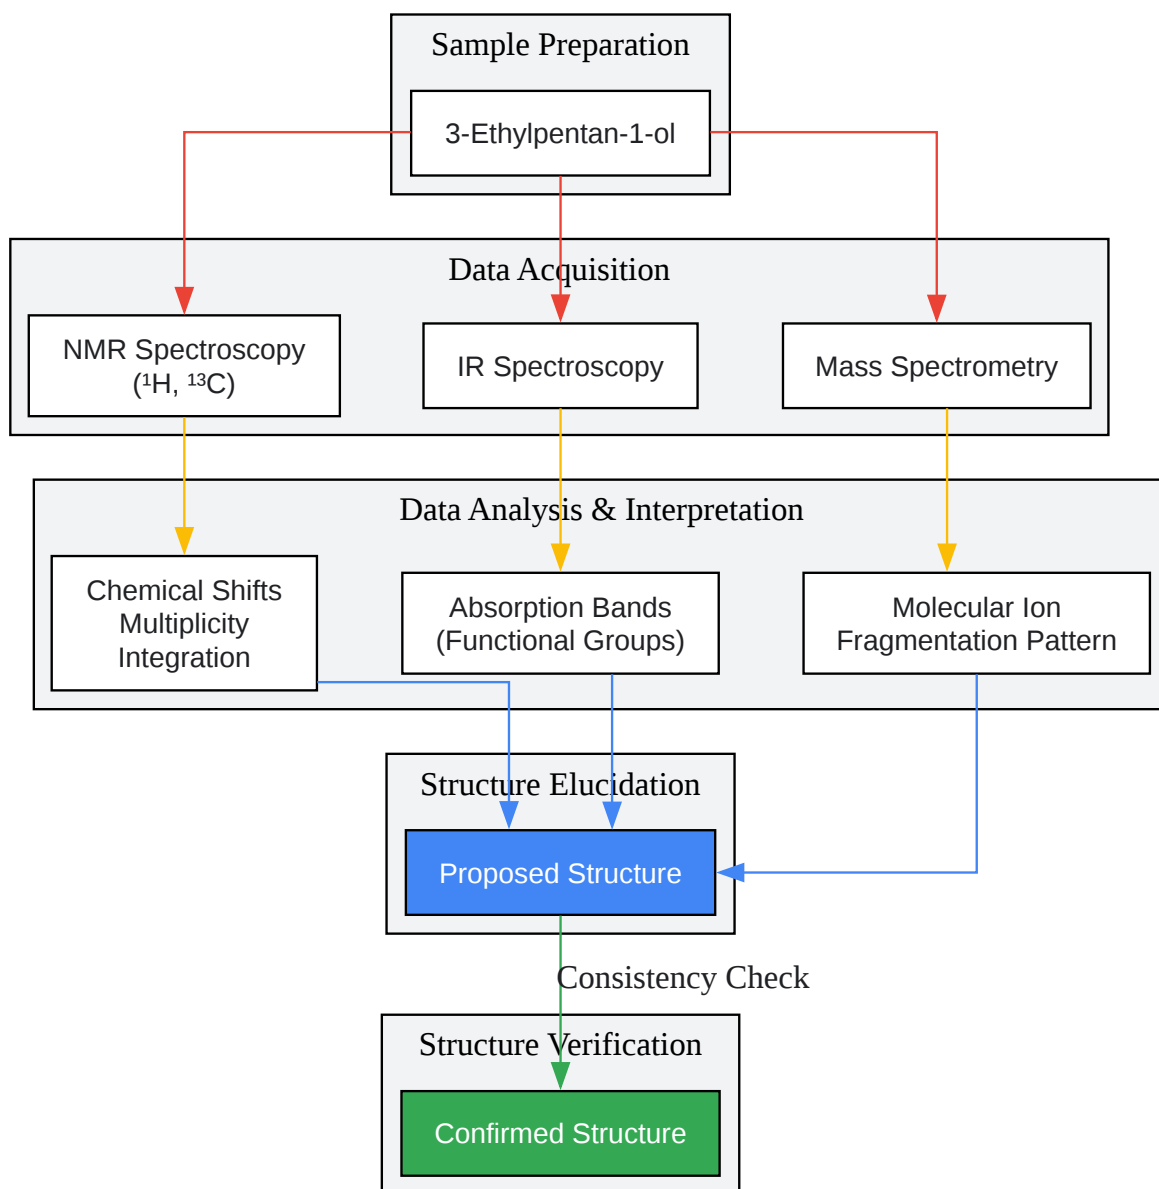 Sample Preparation
3-Ethylpentan-1-ol
Data Acquisition
NMR Spectroscopy
(¹H, ¹³C)
IR Spectroscopy
Mass Spectrometry
Data Analysis & Interpretation
Chemical Shifts
Multiplicity
Integration
Absorption Bands
(Functional Groups)
Molecular Ion
Fragmentation Pattern
Structure Elucidation
Proposed Structure
Consistency Check
Structure Verification
Confirmed Structure